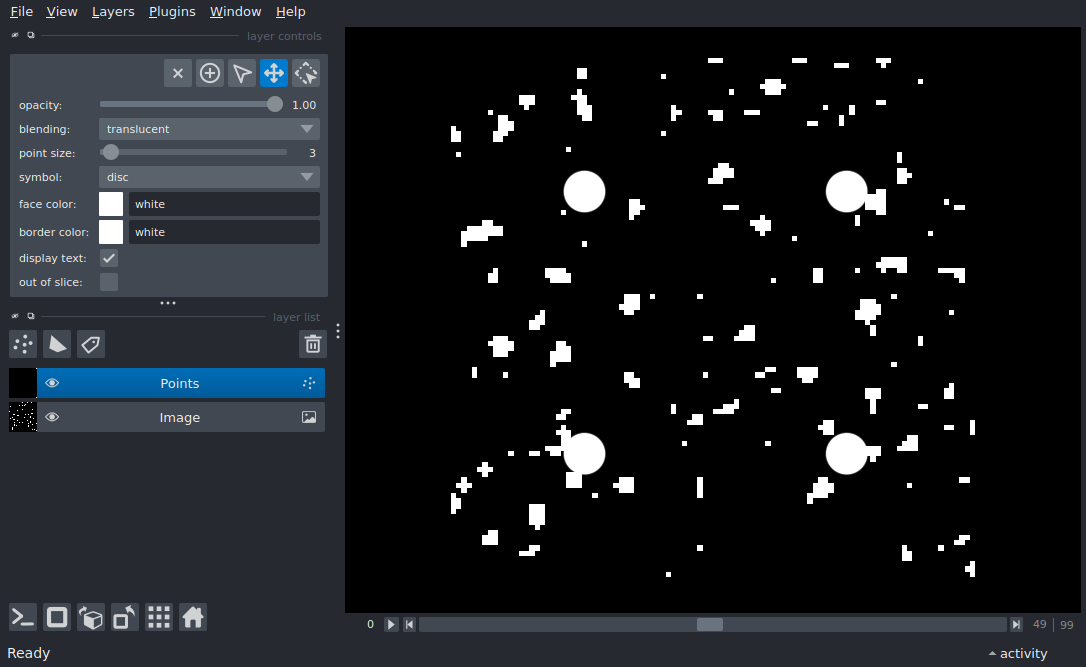 File View Layers Plugins Window Help
layer controls
opacity: 1.00
blending: translucent
point size: 3
symbol: disc
face color: white
border color: white
display text:
out of slice:
layer list
Points
Image
0 49 99
Ready activity